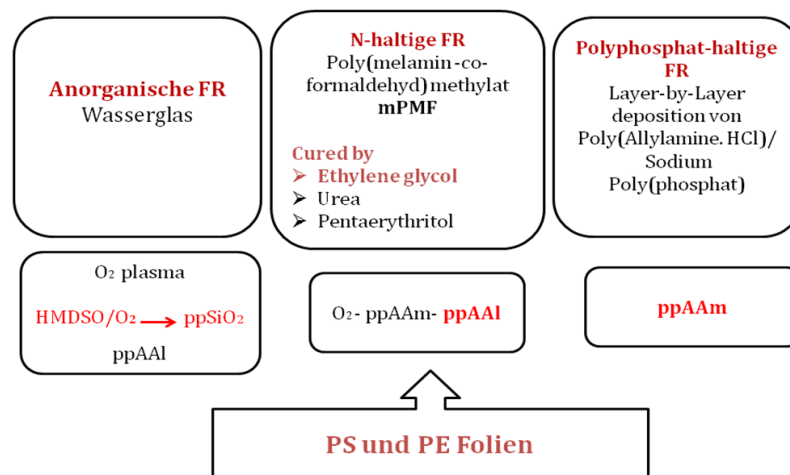 Anorganische FR
Wasserglas
N-haltige FR
Poly(melamin-co-
formaldehyd) methylat
mPMF
Cured by
➢ Ethylene glycol
➢ Urea
➢ Pentaerythritol
Polyphosphat-haltige
FR
Layer-by-Layer
deposition von
Poly(Allylamine. HCl)/
Sodium
Poly(phosphat)
O₂ plasma
HMDSO/O₂ → ppSiO₂
ppAAl
O₂- ppAAm- ppAAl
ppAAm
PS und PE Folien